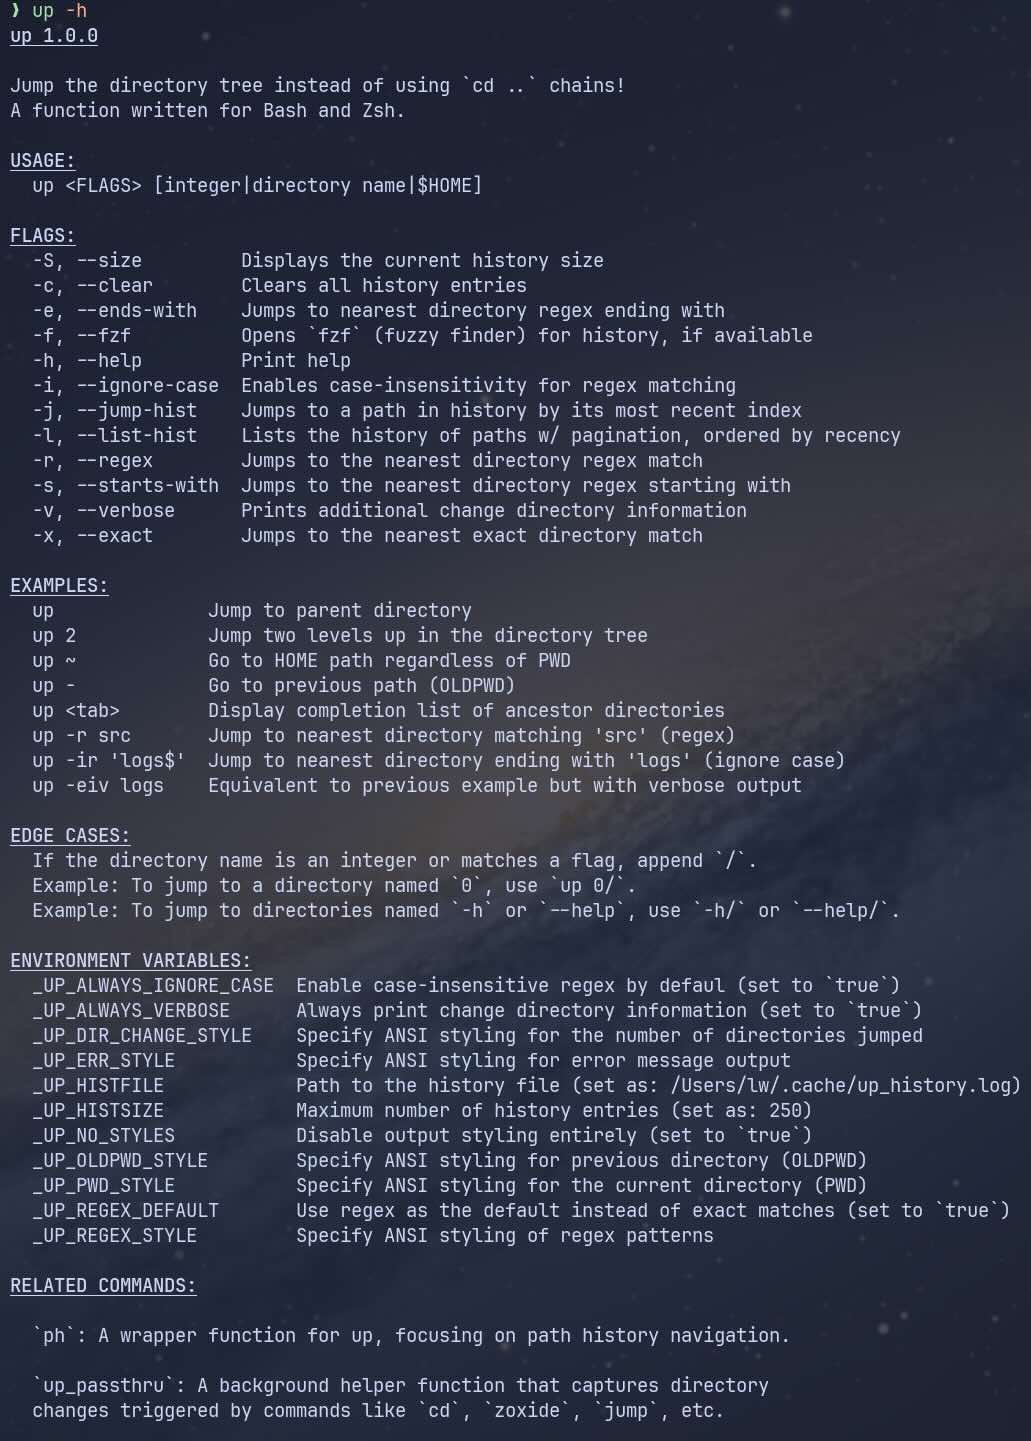 ❱ up -h
up 1.0.0

Jump the directory tree instead of using `cd ..` chains!
A function written for Bash and Zsh.

USAGE:
  up <FLAGS> [integer|directory name|$HOME]

FLAGS:
  -S, --size         Displays the current history size
  -c, --clear        Clears all history entries
  -e, --ends-with    Jumps to nearest directory regex ending with
  -f, --fzf          Opens `fzf` (fuzzy finder) for history, if available
  -h, --help         Print help
  -i, --ignore-case  Enables case-insensitivity for regex matching
  -j, --jump-hist    Jumps to a path in history by its most recent index
  -l, --list-hist    Lists the history of paths w/ pagination, ordered by recency
  -r, --regex        Jumps to the nearest directory regex match
  -s, --starts-with  Jumps to the nearest directory regex starting with
  -v, --verbose      Prints additional change directory information
  -x, --exact        Jumps to the nearest exact directory match

EXAMPLES:
  up              Jump to parent directory
  up 2            Jump two levels up in the directory tree
  up ~            Go to HOME path regardless of PWD
  up -            Go to previous path (OLDPWD)
  up <tab>        Display completion list of ancestor directories
  up -r src       Jump to nearest directory matching 'src' (regex)
  up -ir 'logs$'  Jump to nearest directory ending with 'logs' (ignore case)
  up -eiv logs    Equivalent to previous example but with verbose output

EDGE CASES:
  If the directory name is an integer or matches a flag, append `/`.
  Example: To jump to a directory named `0`, use `up 0/`.
  Example: To jump to directories named `-h` or `--help`, use `-h/` or `--help/`.

ENVIRONMENT VARIABLES:
  _UP_ALWAYS_IGNORE_CASE  Enable case-insensitive regex by defaul (set to `true`)
  _UP_ALWAYS_VERBOSE      Always print change directory information (set to `true`)
  _UP_DIR_CHANGE_STYLE    Specify ANSI styling for the number of directories jumped
  _UP_ERR_STYLE           Specify ANSI styling for error message output
  _UP_HISTFILE            Path to the history file (set as: /Users/lw/.cache/up_history.log)
  _UP_HISTSIZE            Maximum number of history entries (set as: 250)
  _UP_NO_STYLES           Disable output styling entirely (set to `true`)
  _UP_OLDPWD_STYLE        Specify ANSI styling for previous directory (OLDPWD)
  _UP_PWD_STYLE           Specify ANSI styling for the current directory (PWD)
  _UP_REGEX_DEFAULT       Use regex as the default instead of exact matches (set to `true`)
  _UP_REGEX_STYLE         Specify ANSI styling of regex patterns

RELATED COMMANDS:

  `ph`: A wrapper function for up, focusing on path history navigation.

  `up_passthru`: A background helper function that captures directory
  changes triggered by commands like `cd`, `zoxide`, `jump`, etc.